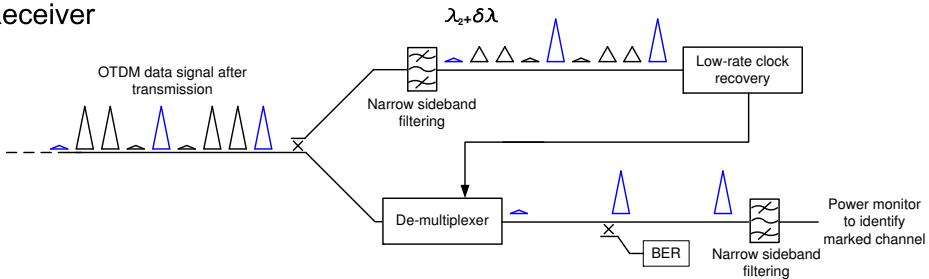 eceiver
λ₂+δλ
OTDM data signal after
transmission
Narrow sideband
filtering
Low-rate clock
recovery
De-multiplexer
BER
Narrow sideband
filtering
Power monitor
to identify
marked channel